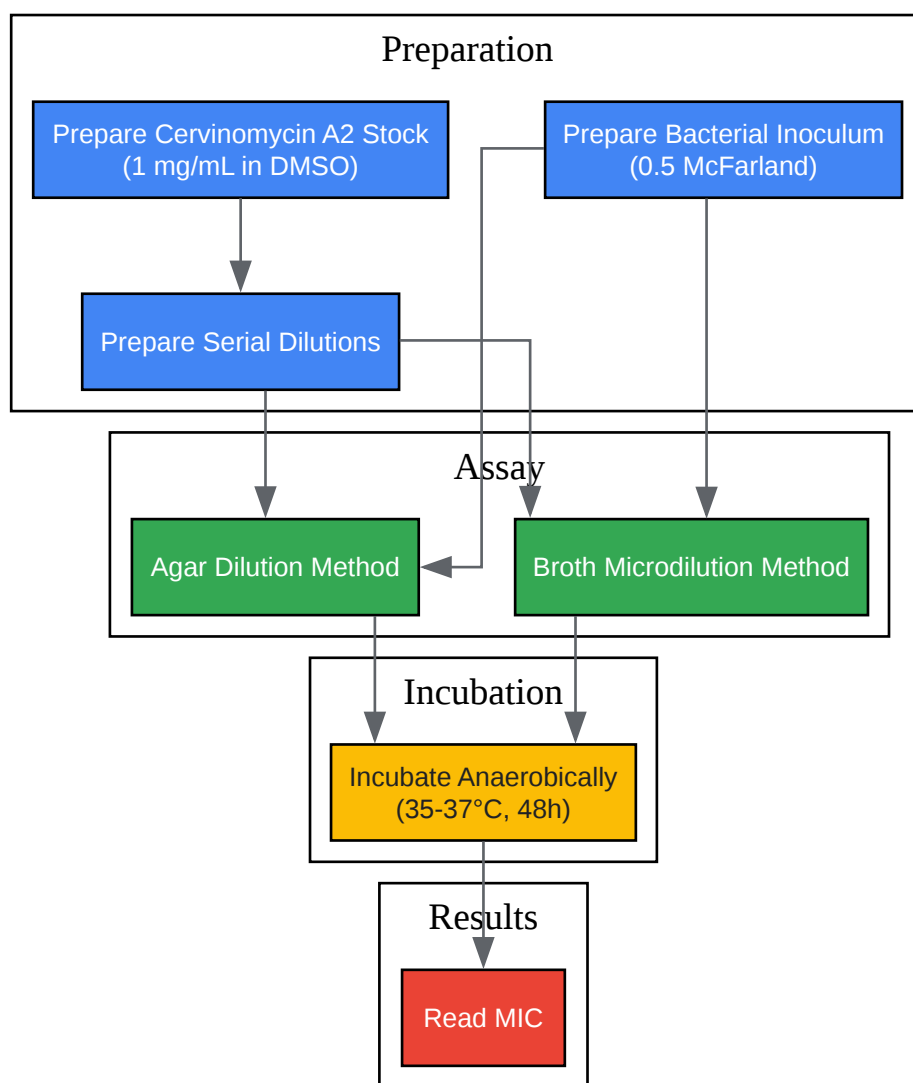 Preparation
Prepare Cervinomycin A2 Stock
(1 mg/mL in DMSO)
Prepare Bacterial Inoculum
(0.5 McFarland)
Prepare Serial Dilutions
Assay
Agar Dilution Method
Broth Microdilution Method
Incubation
Incubate Anaerobically
(35-37°C, 48h)
Results
Read MIC